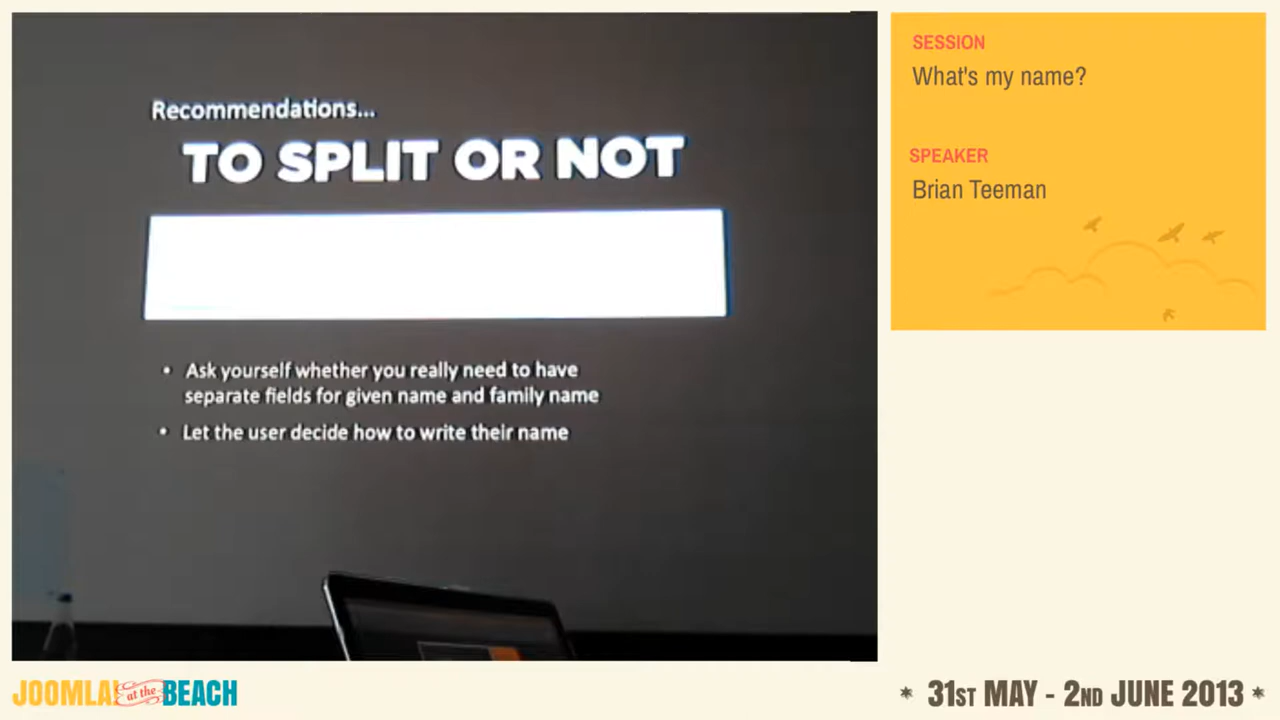 Recommendations...
TO SPLIT OR NOT
• Ask yourself whether you really need to have
separate fields for given name and family name
• Let the user decide how to write their name
SESSION
What's my name?
SPEAKER
Brian Teeman
JOOMLA! at the BEACH
* 31ST MAY - 2ND JUNE 2013 *